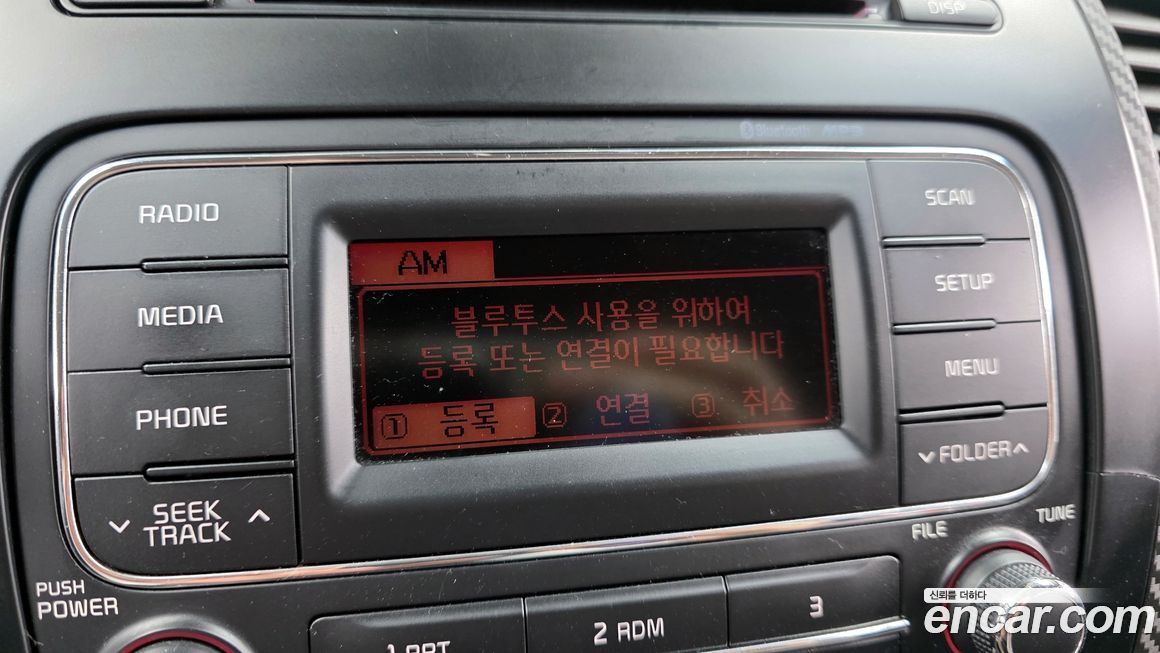 DISP
Bluetooth MP3
RADIO
MEDIA
PHONE
SEEK
TRACK
PUSH
POWER
AM
블루투스 사용을 위하여
등록 또는 연결이 필요합니다
① 등록 ② 연결 ③ 취소
SCAN
SETUP
MENU
FOLDER
FILE
TUNE
1 RPT
2 RDM
3
신뢰를 더하다
encar.com